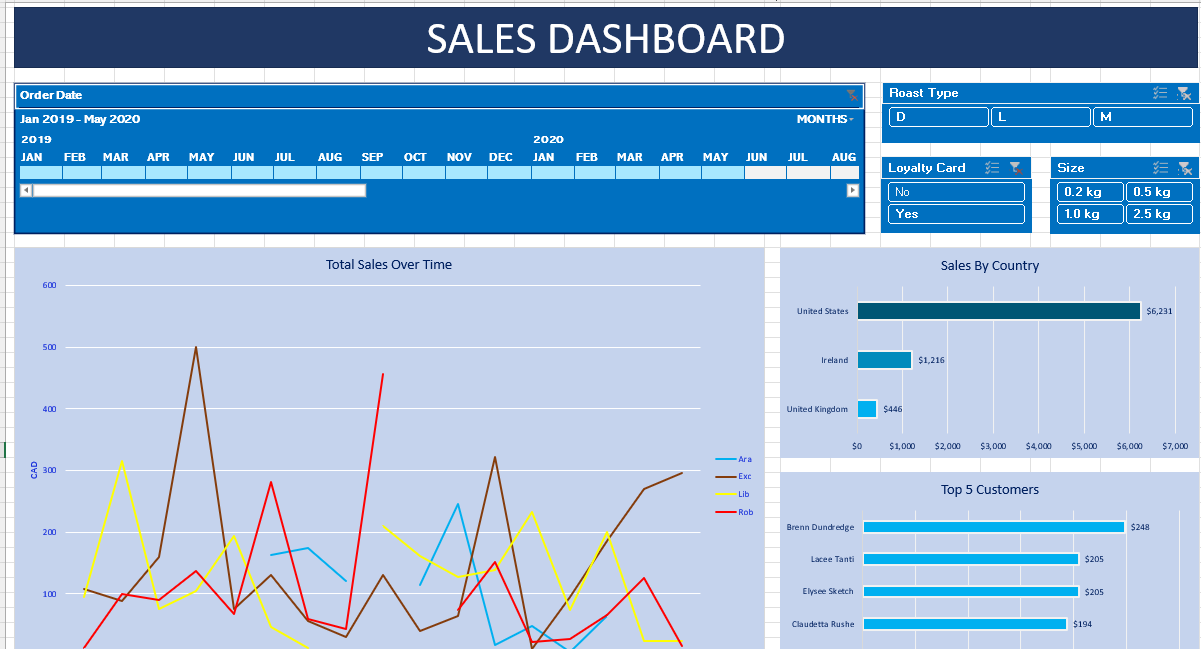 SALES DASHBOARD
Order Date
Jan 2019 - May 2020 MONTHS
2019 2020
JAN FEB MAR APR MAY JUN JUL AUG SEP OCT NOV DEC JAN FEB MAR APR MAY JUN JUL AUG
Roast Type
D L M
Loyalty Card
No
Yes
Size
0.2 kg 0.5 kg
1.0 kg 2.5 kg
Total Sales Over Time
600
500
400
300
200
100
CAD
Ara
Exc
Lib
Rob
Sales By Country
United States $6,231
Ireland $1,216
United Kingdom $446
$0 $1,000 $2,000 $3,000 $4,000 $5,000 $6,000 $7,000
Top 5 Customers
Brenn Dundredge $248
Lacee Tanti $205
Elysee Sketch $205
Claudetta Rushe $194